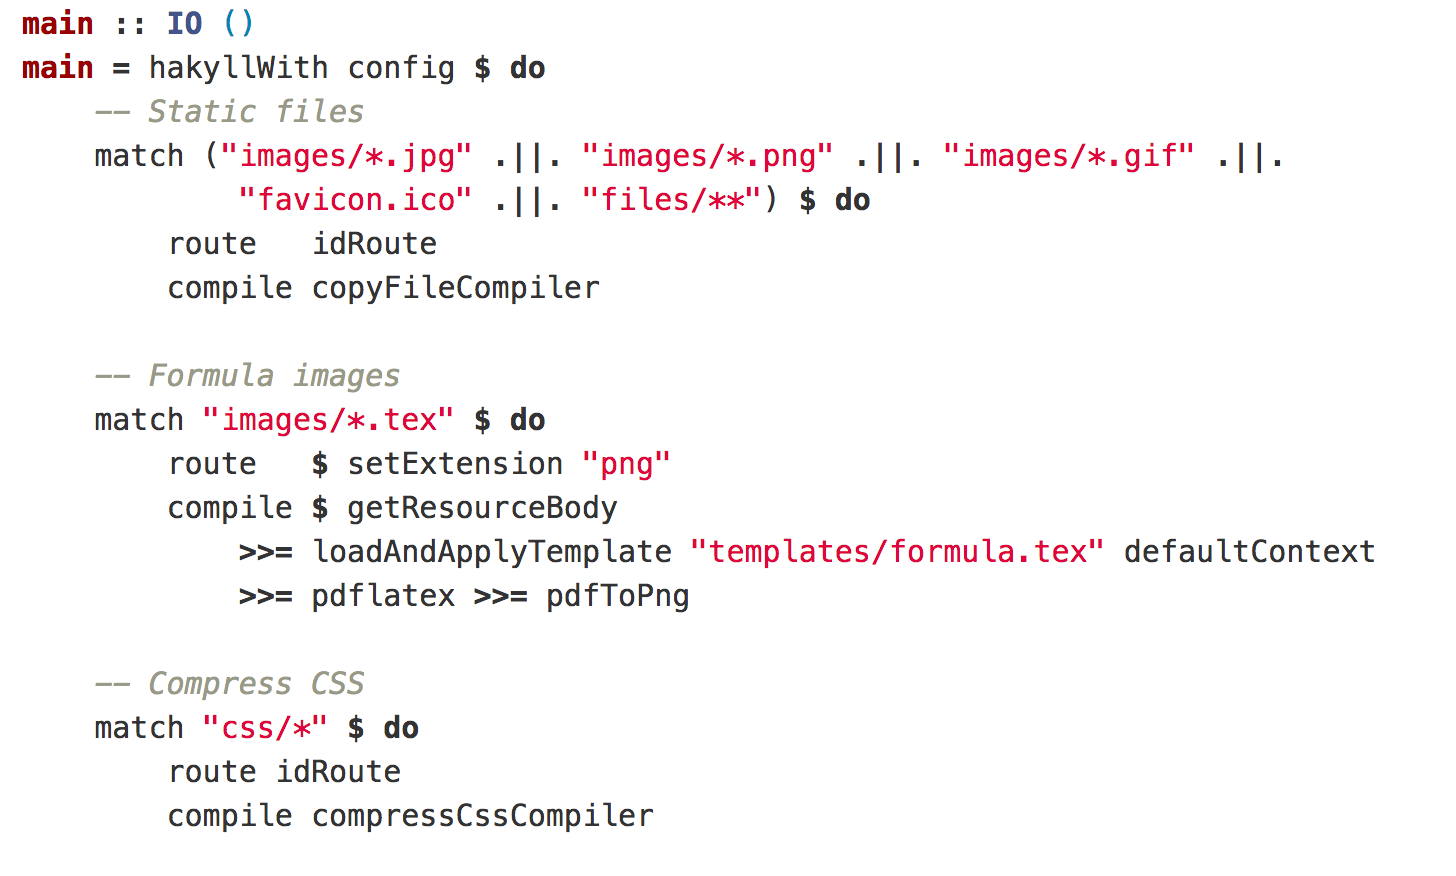 main :: IO ()
main = hakyllWith config $ do
    -- Static files
    match ("images/*.jpg" .||. "images/*.png" .||. "images/*.gif" .||.
            "favicon.ico" .||. "files/**") $ do
        route   idRoute
        compile copyFileCompiler

    -- Formula images
    match "images/*.tex" $ do
        route   $ setExtension "png"
        compile $ getResourceBody
            >>= loadAndApplyTemplate "templates/formula.tex" defaultContext
            >>= pdflatex >>= pdfToPng

    -- Compress CSS
    match "css/*" $ do
        route idRoute
        compile compressCssCompiler